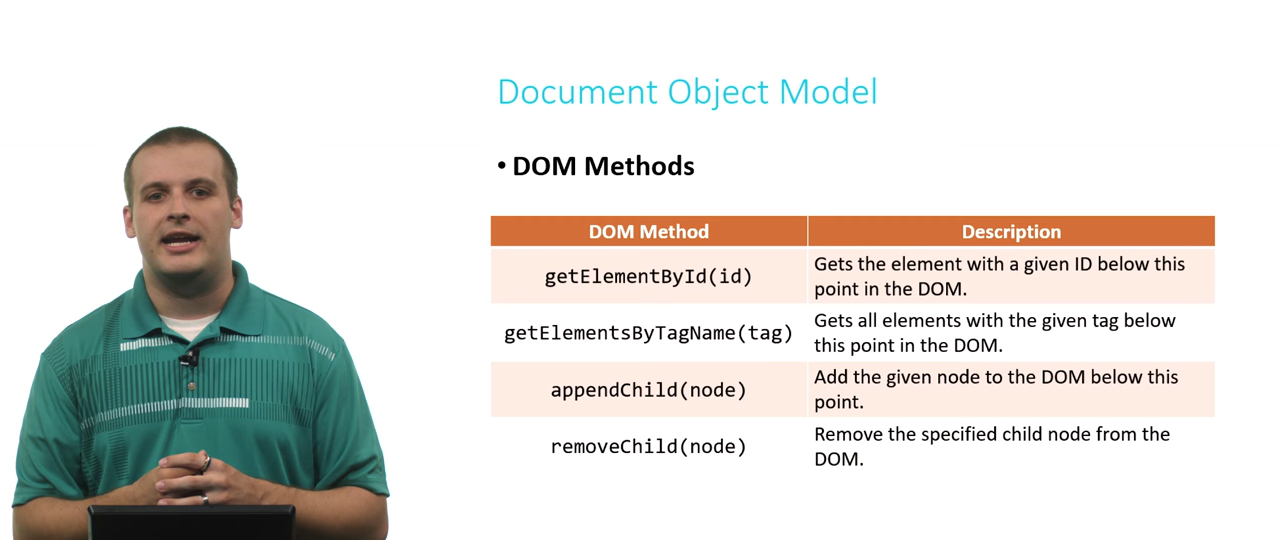 Document Object Model
• DOM Methods
DOM Method
Description
getElementById(id)
Gets the element with a given ID below this
point in the DOM.
getElementsByTagName(tag)
Gets all elements with the given tag below
this point in the DOM.
appendChild(node)
Add the given node to the DOM below this
point.
removeChild(node)
Remove the specified child node from the
DOM.